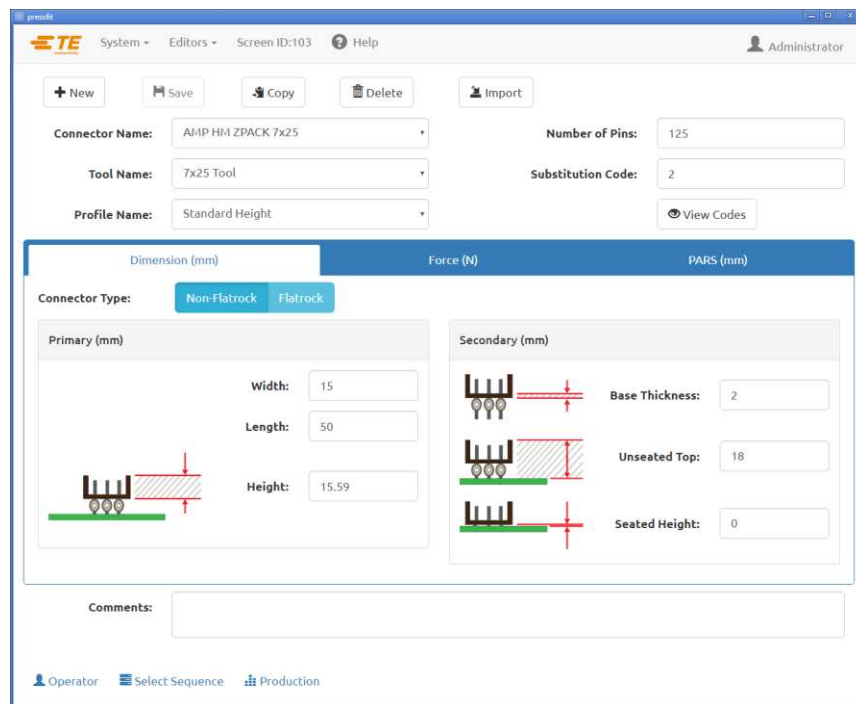 pressfit
TE System Editors Screen ID:103 Help Administrator
New Save Copy Delete Import
Connector Name: AMP HM ZPACK 7x25 Number of Pins: 125
Tool Name: 7x25 Tool Substitution Code: 2
Profile Name: Standard Height View Codes
Dimension (mm) Force (N) PARS (mm)
Connector Type: Non-Flatrock Flatrock
Primary (mm)
Width: 15
Length: 50
Height: 15.59
Secondary (mm)
Base Thickness: 2
Unseated Top: 18
Seated Height: 0
Comments:
Operator Select Sequence Production